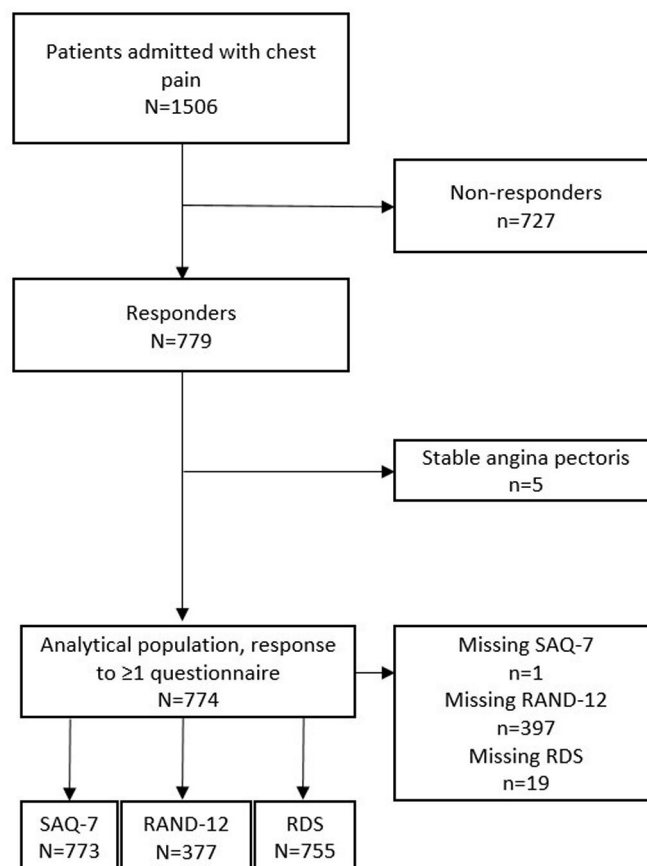 Patients admitted with chest
pain
N=1506
Non-responders
n=727
Responders
N=779
Stable angina pectoris
n=5
Analytical population, response
to ≥1 questionnaire
N=774
Missing SAQ-7
n=1
Missing RAND-12
n=397
Missing RDS
n=19
SAQ-7
N=773
RAND-12
N=377
RDS
N=755